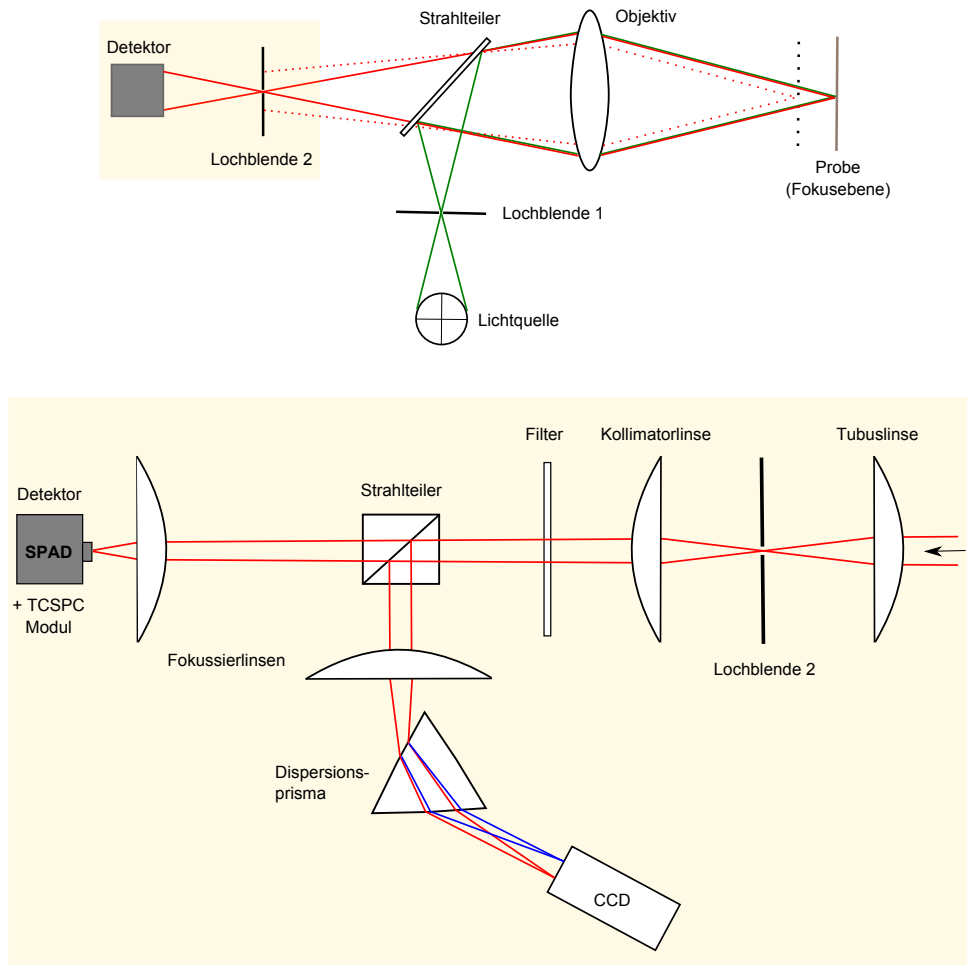 Strahlteiler
Objektiv
Detektor
Lochblende 2
Probe
(Fokusebene)
Lochblende 1
Lichtquelle
Filter
Kollimatorlinse
Tubuslinse
Detektor
Strahlteiler
SPAD
+ TCSPC
Modul
Fokussierlinsen
Lochblende 2
Dispersions-
prisma
CCD